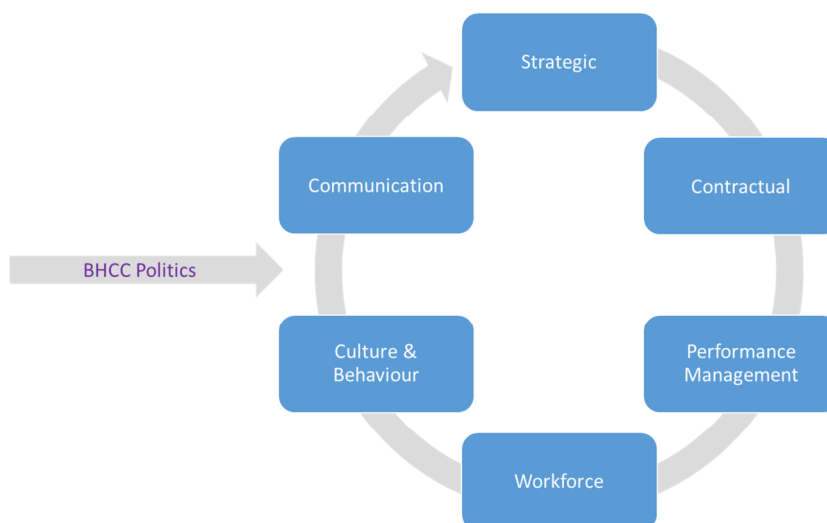 Strategic
Communication
Contractual
BHCC Politics
Culture &
Behaviour
Performance
Management
Workforce